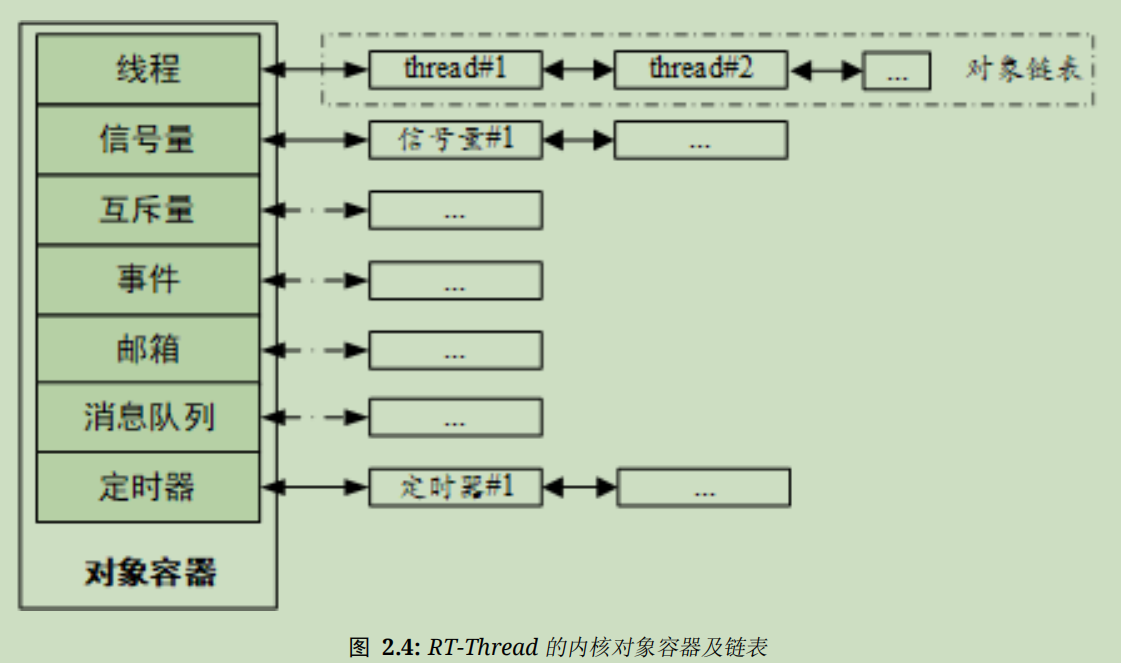 线程 thread#1 thread#2 ... 对象链表
信号量 信号量#1 ...
互斥量 ...
事件 ...
邮箱 ...
消息队列 ...
定时器 定时器#1 ...
对象容器
图 2.4: RT-Thread 的内核对象容器及链表